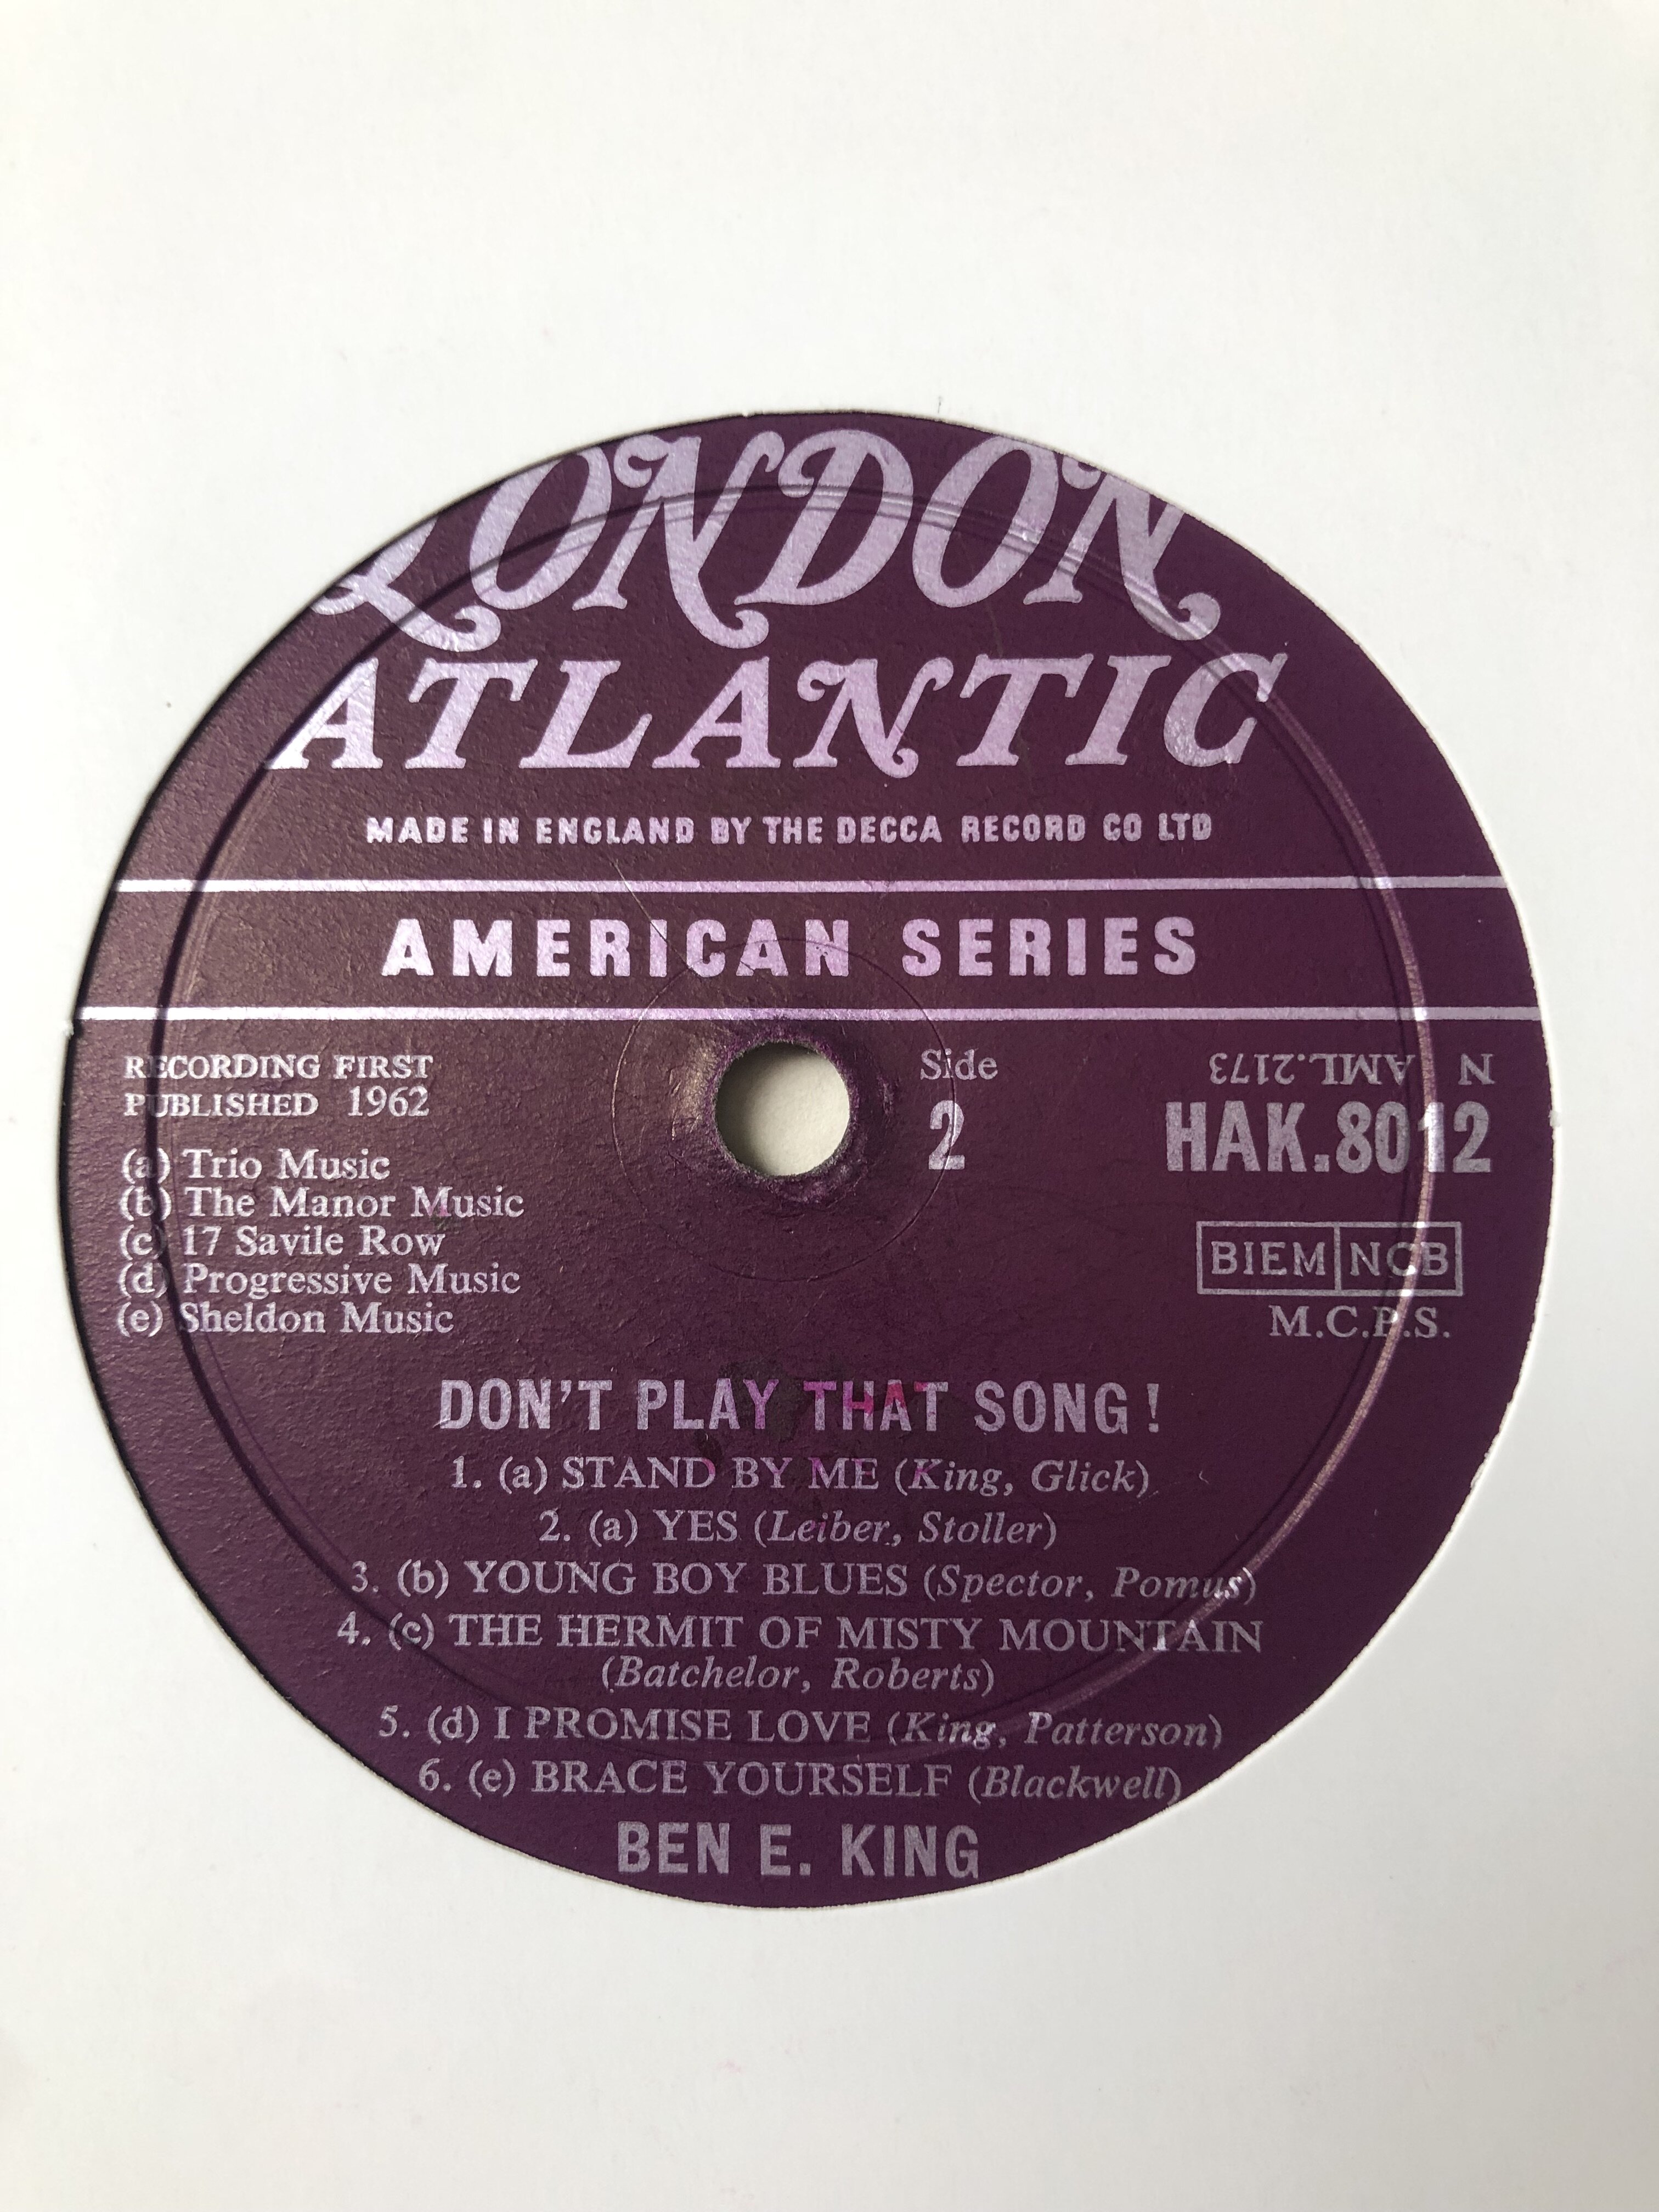 LONDON
ATLANTIC
MADE IN ENGLAND BY THE DECCA RECORD CO LTD
AMERICAN SERIES
RECORDING FIRST
PUBLISHED 1962
(a) Trio Music
(b) The Manor Music
(c) 17 Savile Row
(d) Progressive Music
(e) Sheldon Music
Side
2
N AML.2173
HAK.8012
BIEM NCB
M.C.P.S.
DON'T PLAY THAT SONG!
1. (a) STAND BY ME (King, Glick)
2. (a) YES (Leiber, Stoller)
3. (b) YOUNG BOY BLUES (Spector, Pomus)
4. (c) THE HERMIT OF MISTY MOUNTAIN
(Batchelor, Roberts)
5. (d) I PROMISE LOVE (King, Patterson)
6. (e) BRACE YOURSELF (Blackwell)
BEN E. KING